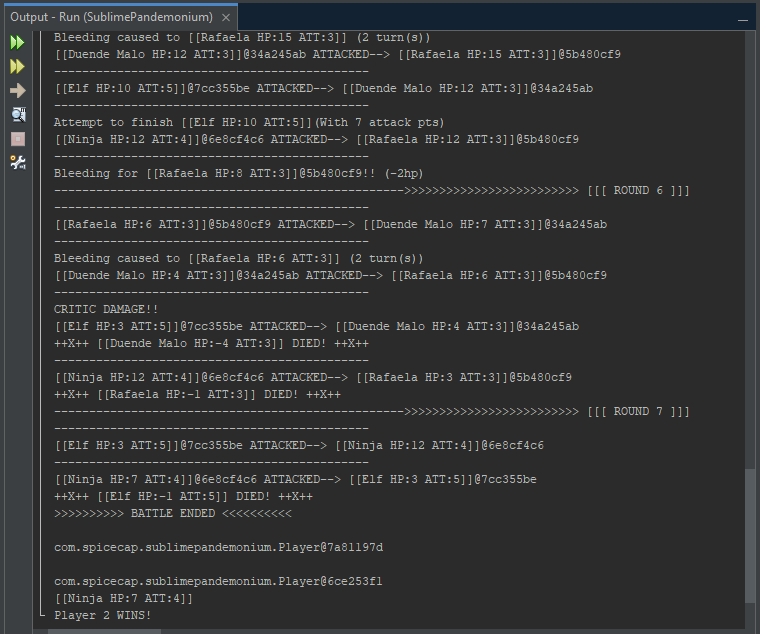 Output - Run (SublimePandemonium) ×
Bleeding caused to [[Rafaela HP:15 ATT:3]] (2 turn(s))
[[Duende Malo HP:12 ATT:3]]@34a245ab ATTACKED--> [[Rafaela HP:15 ATT:3]]@5b480cf9
---------------------------------------------
[[Elf HP:10 ATT:5]]@7cc355be ATTACKED--> [[Duende Malo HP:12 ATT:3]]@34a245ab
---------------------------------------------
Attempt to finish [[Elf HP:10 ATT:5]](With 7 attack pts)
[[Ninja HP:12 ATT:4]]@6e8cf4c6 ATTACKED--> [[Rafaela HP:12 ATT:3]]@5b480cf9
---------------------------------------------
Bleeding for [[Rafaela HP:8 ATT:3]]@5b480cf9!! (-2hp)
-------------------------------------------------->>>>>>>>>>>>>>>>>>>>>>>>> [[[ ROUND 6 ]]]
---------------------------------------------
[[Rafaela HP:6 ATT:3]]@5b480cf9 ATTACKED--> [[Duende Malo HP:7 ATT:3]]@34a245ab
---------------------------------------------
Bleeding caused to [[Rafaela HP:6 ATT:3]] (2 turn(s))
[[Duende Malo HP:4 ATT:3]]@34a245ab ATTACKED--> [[Rafaela HP:6 ATT:3]]@5b480cf9
---------------------------------------------
CRITIC DAMAGE!!
[[Elf HP:3 ATT:5]]@7cc355be ATTACKED--> [[Duende Malo HP:4 ATT:3]]@34a245ab
++X++ [[Duende Malo HP:-4 ATT:3]] DIED! ++X++
---------------------------------------------
[[Ninja HP:12 ATT:4]]@6e8cf4c6 ATTACKED--> [[Rafaela HP:3 ATT:3]]@5b480cf9
++X++ [[Rafaela HP:-1 ATT:3]] DIED! ++X++
-------------------------------------------------->>>>>>>>>>>>>>>>>>>>>>>>> [[[ ROUND 7 ]]]
---------------------------------------------
[[Elf HP:3 ATT:5]]@7cc355be ATTACKED--> [[Ninja HP:12 ATT:4]]@6e8cf4c6
---------------------------------------------
[[Ninja HP:7 ATT:4]]@6e8cf4c6 ATTACKED--> [[Elf HP:3 ATT:5]]@7cc355be
++X++ [[Elf HP:-1 ATT:5]] DIED! ++X++
>>>>>>>>>> BATTLE ENDED <<<<<<<<<<
com.spicecap.sublimepandemonium.Player@7a81197d
com.spicecap.sublimepandemonium.Player@6ce253f1
[[Ninja HP:7 ATT:4]]
Player 2 WINS!